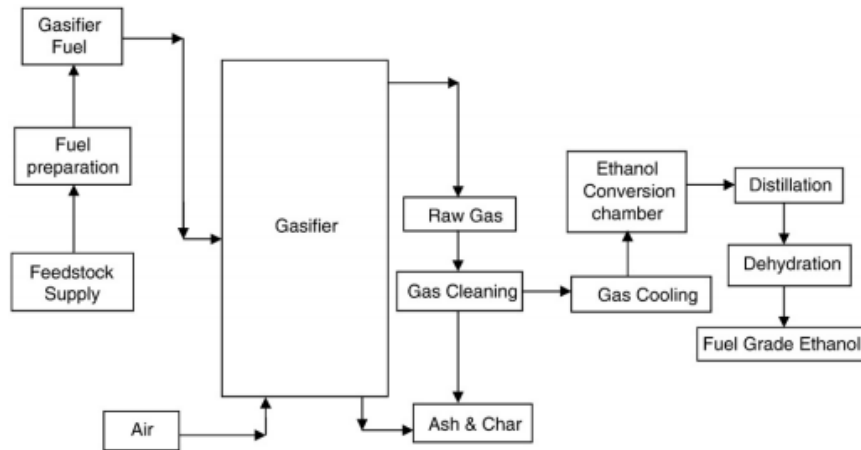 Gasifier
Fuel
Fuel
preparation
Feedstock
Supply
Air
Gasifier
Raw Gas
Gas Cleaning
Ash & Char
Gas Cooling
Ethanol
Conversion
chamber
Distillation
Dehydration
Fuel Grade Ethanol